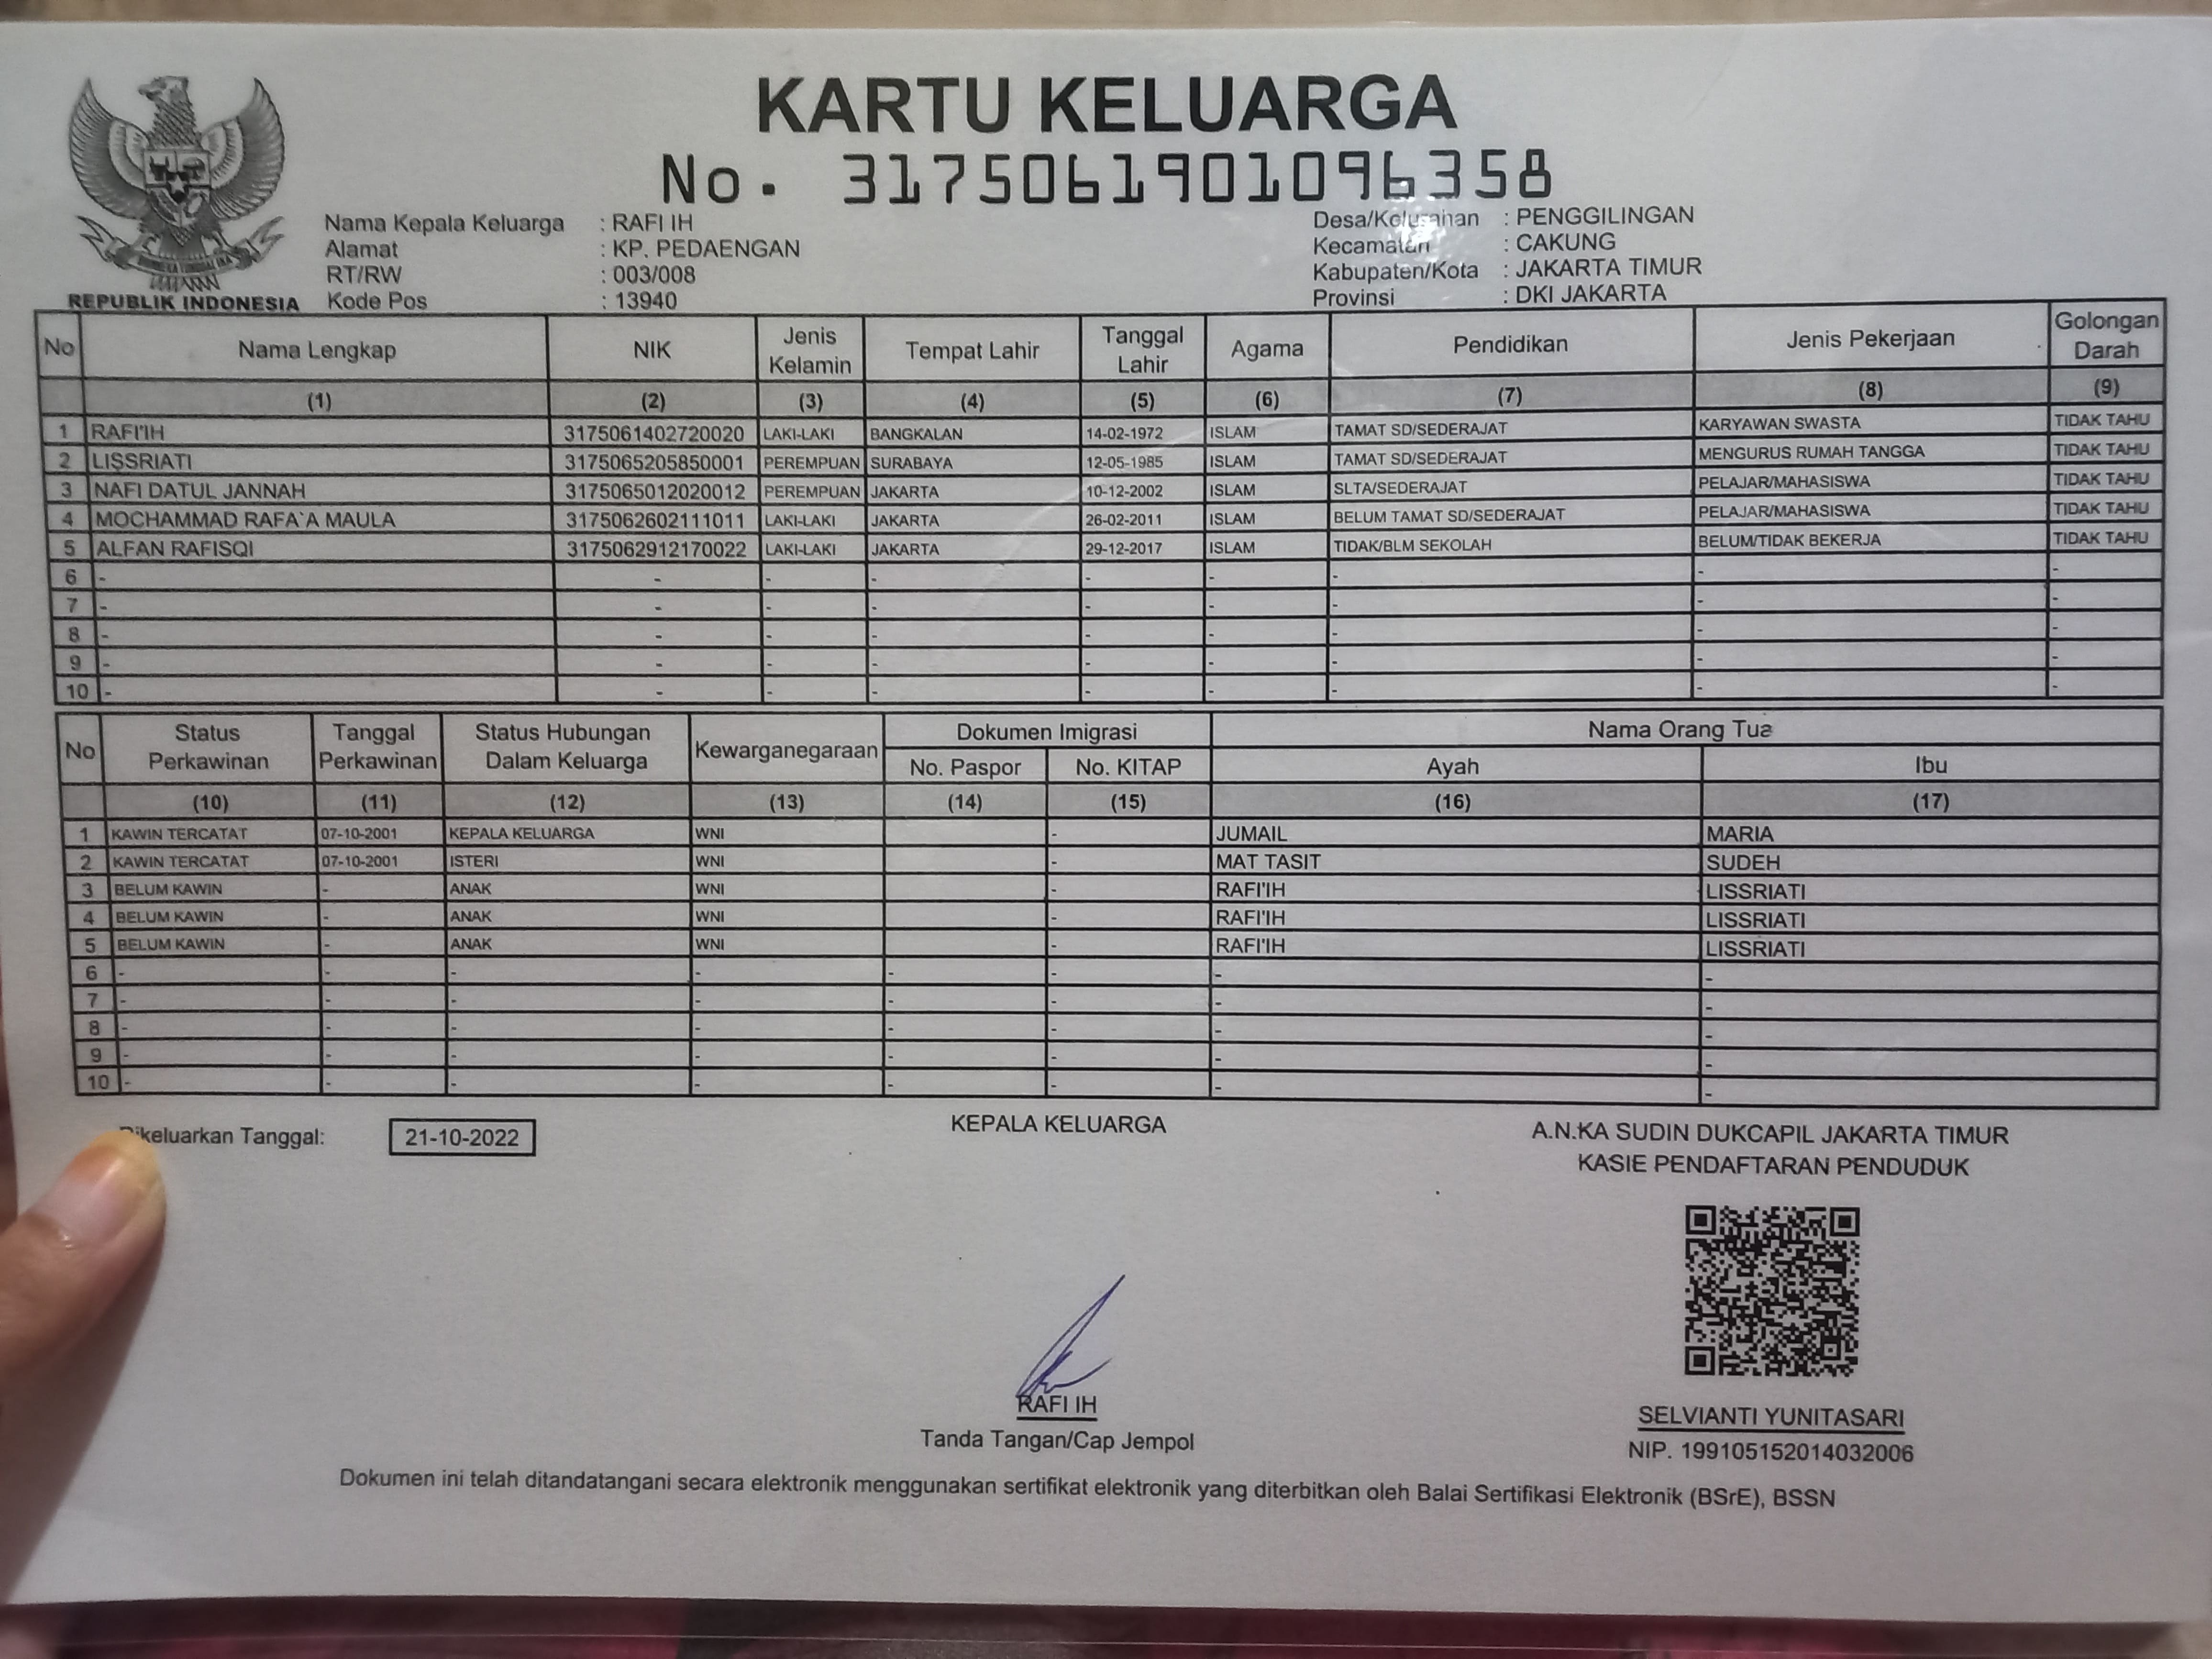 KARTU KELUARGA
No. 3175061901096358
Nama Kepala Keluarga : RAFI IH
Alamat : KP. PEDAENGAN
RT/RW : 003/008
Kode Pos : 13940
Desa/Kelurahan : PENGGILINGAN
Kecamatan : CAKUNG
Kabupaten/Kota : JAKARTA TIMUR
Provinsi : DKI JAKARTA
REPUBLIK INDONESIA
No Nama Lengkap NIK Jenis Kelamin Tempat Lahir Tanggal Lahir Agama Pendidikan Jenis Pekerjaan Golongan Darah
(1) (2) (3) (4) (5) (6) (7) (8) (9)
1 RAFI'IH 3175061402720020 LAKI-LAKI BANGKALAN 14-02-1972 ISLAM TAMAT SD/SEDERAJAT KARYAWAN SWASTA TIDAK TAHU
2 LISSRIATI 3175065205850001 PEREMPUAN SURABAYA 12-05-1985 ISLAM TAMAT SD/SEDERAJAT MENGURUS RUMAH TANGGA TIDAK TAHU
3 NAFI DATUL JANNAH 3175065012020012 PEREMPUAN JAKARTA 10-12-2002 ISLAM SLTA/SEDERAJAT PELAJAR/MAHASISWA TIDAK TAHU
4 MOCHAMMAD RAFA`A MAULA 3175062602111011 LAKI-LAKI JAKARTA 26-02-2011 ISLAM BELUM TAMAT SD/SEDERAJAT PELAJAR/MAHASISWA TIDAK TAHU
5 ALFAN RAFISQI 3175062912170022 LAKI-LAKI JAKARTA 29-12-2017 ISLAM TIDAK/BLM SEKOLAH BELUM/TIDAK BEKERJA TIDAK TAHU
6 - - - - - - - - -
7 - - - - - - - - -
8 - - - - - - - - -
9 - - - - - - - - -
10 - - - - - - - - -
No Status Perkawinan Tanggal Perkawinan Status Hubungan Dalam Keluarga Kewarganegaraan Dokumen Imigrasi Nama Orang Tua
No. Paspor No. KITAP Ayah Ibu
(10) (11) (12) (13) (14) (15) (16) (17)
1 KAWIN TERCATAT 07-10-2001 KEPALA KELUARGA WNI - JUMAIL MARIA
2 KAWIN TERCATAT 07-10-2001 ISTERI WNI - MAT TASIT SUDEH
3 BELUM KAWIN - ANAK WNI - RAFI'IH LISSRIATI
4 BELUM KAWIN - ANAK WNI - RAFI'IH LISSRIATI
5 BELUM KAWIN - ANAK WNI - RAFI'IH LISSRIATI
6 - - - - - - - -
7 - - - - - - - -
8 - - - - - - - -
9 - - - - - - - -
10 - - - - - - - -
Dikeluarkan Tanggal: 21-10-2022
KEPALA KELUARGA
A.N.KA SUDIN DUKCAPIL JAKARTA TIMUR
KASIE PENDAFTARAN PENDUDUK
RAFI IH
Tanda Tangan/Cap Jempol
SELVIANTI YUNITASARI
NIP. 199105152014032006
Dokumen ini telah ditandatangani secara elektronik menggunakan sertifikat elektronik yang diterbitkan oleh Balai Sertifikasi Elektronik (BSrE), BSSN